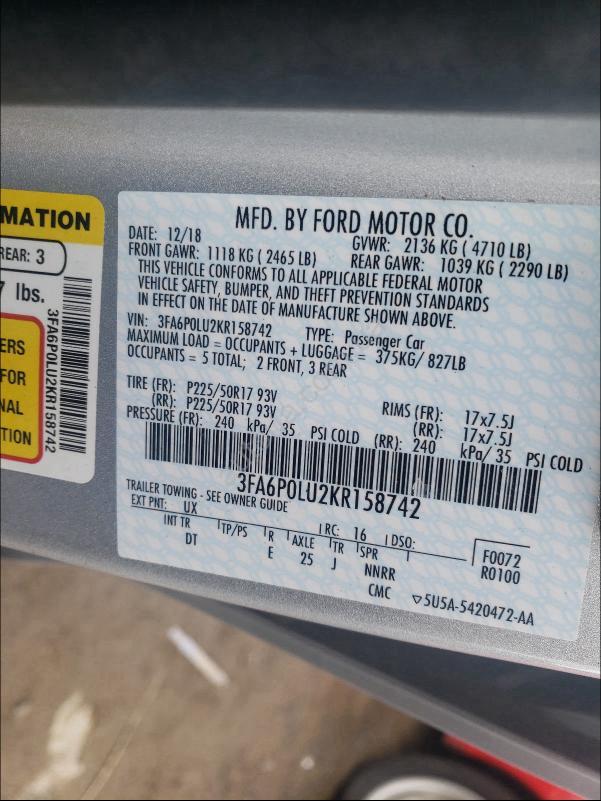 MATION
REAR: 3
7 lbs.
ERS
FOR
NAL
TION
3FA6P0LU2KR158742
MFD. BY FORD MOTOR CO.
DATE: 12/18 GVWR: 2136 KG ( 4710 LB)
FRONT GAWR: 1118 KG ( 2465 LB) REAR GAWR: 1039 KG ( 2290 LB)
THIS VEHICLE CONFORMS TO ALL APPLICABLE FEDERAL MOTOR
VEHICLE SAFETY, BUMPER, AND THEFT PREVENTION STANDARDS
IN EFFECT ON THE DATE OF MANUFACTURE SHOWN ABOVE.
VIN: 3FA6P0LU2KR158742 TYPE: Passenger Car
MAXIMUM LOAD = OCCUPANTS + LUGGAGE = 375KG/ 827LB
OCCUPANTS = 5 TOTAL; 2 FRONT, 3 REAR
TIRE (FR): P225/50R17 93V RIMS (FR): 17x7.5J
(RR): P225/50R17 93V (RR): 17x7.5J
PRESSURE (FR): 240 kPa/ 35 PSI COLD (RR): 240 kPa/ 35 PSI COLD
3FA6P0LU2KR158742
TRAILER TOWING - SEE OWNER GUIDE
EXT PNT: UX RC: 16 DSO: F0072
INT TR TP/PS R AXLE TR SPR R0100
DT E 25 J NNRR
CMC ▽5U5A-5420472-AA